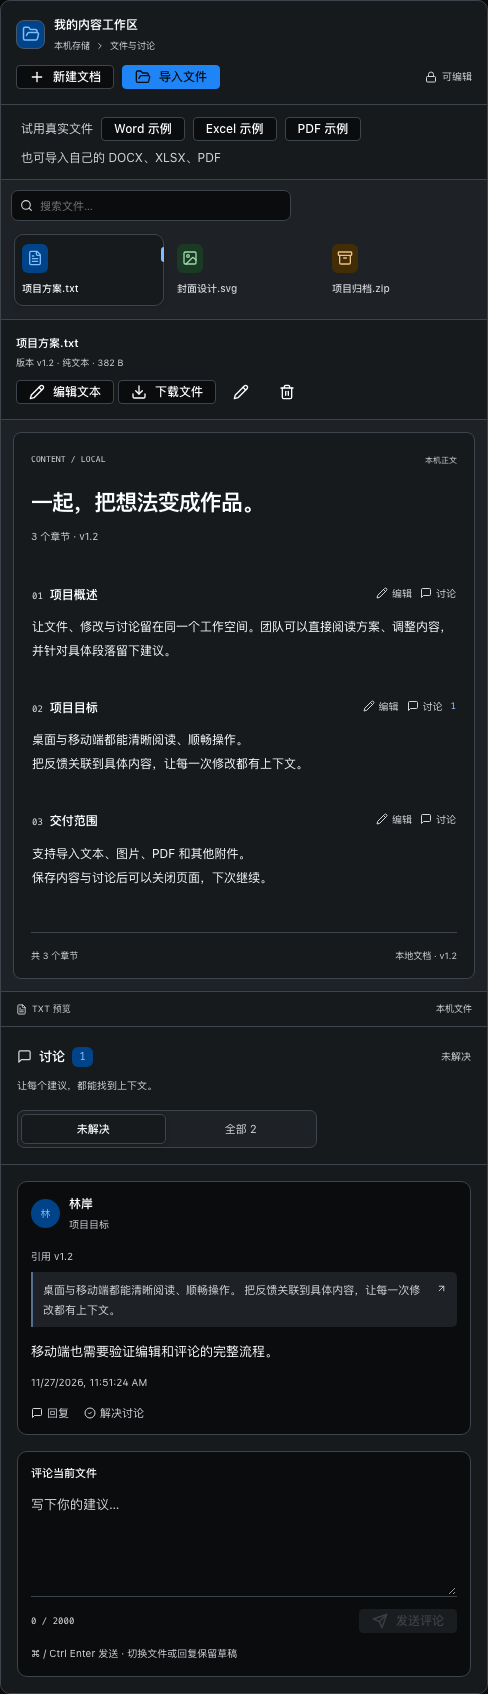 我的内容工作区
本机存储 > 文件与讨论
新建文档 导入文件 可编辑
试用真实文件 Word 示例 Excel 示例 PDF 示例
也可导入自己的 DOCX、XLSX、PDF
搜索文件...
项目方案.txt 封面设计.svg 项目归档.zip
项目方案.txt
版本 v1.2 · 纯文本 · 382 B
编辑文本 下载文件
CONTENT / LOCAL 本机正文
一起，把想法变成作品。
3 个章节 · v1.2
01 项目概述 编辑 讨论
让文件、修改与讨论留在同一个工作空间。团队可以直接阅读方案、调整内容，
并针对具体段落留下建议。
02 项目目标 编辑 讨论 1
桌面与移动端都能清晰阅读、顺畅操作。
把反馈关联到具体内容，让每一次修改都有上下文。
03 交付范围 编辑 讨论
支持导入文本、图片、PDF 和其他附件。
保存内容与讨论后可以关闭页面，下次继续。
共 3 个章节 本地文档 · v1.2
TXT 预览 本机文件
讨论 1 未解决
让每个建议，都能找到上下文。
未解决 全部 2
林 林岸
项目目标
引用 v1.2
桌面与移动端都能清晰阅读、顺畅操作。 把反馈关联到具体内容，让每一次修
改都有上下文。
移动端也需要验证编辑和评论的完整流程。
11/27/2026, 11:51:24 AM
回复 解决讨论
评论当前文件
写下你的建议...
0 / 2000 发送评论
⌘ / Ctrl Enter 发送 · 切换文件或回复保留草稿